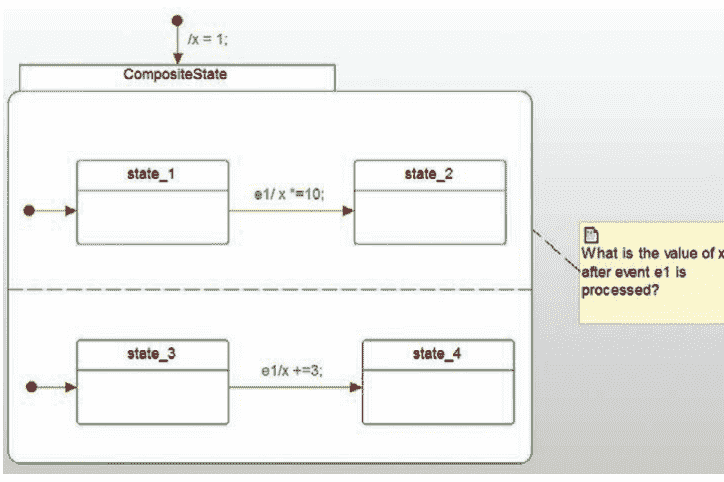 /x = 1;
CompositeState
state_1
e1/ x *=10;
state_2
What is the value of x
after event e1 is
processed?
state_3
e1/x +=3;
state_4